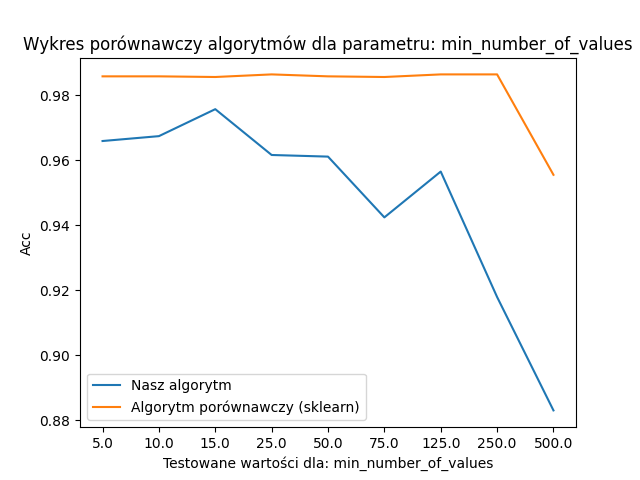 Wykres porównawczy algorytmów dla parametru: min_number_of_values
0.98
0.96
0.94
0.92
0.90
0.88
Acc
Nasz algorytm
Algorytm porównawczy (sklearn)
5.0 10.0 15.0 25.0 50.0 75.0 125.0 250.0 500.0
Testowane wartości dla: min_number_of_values